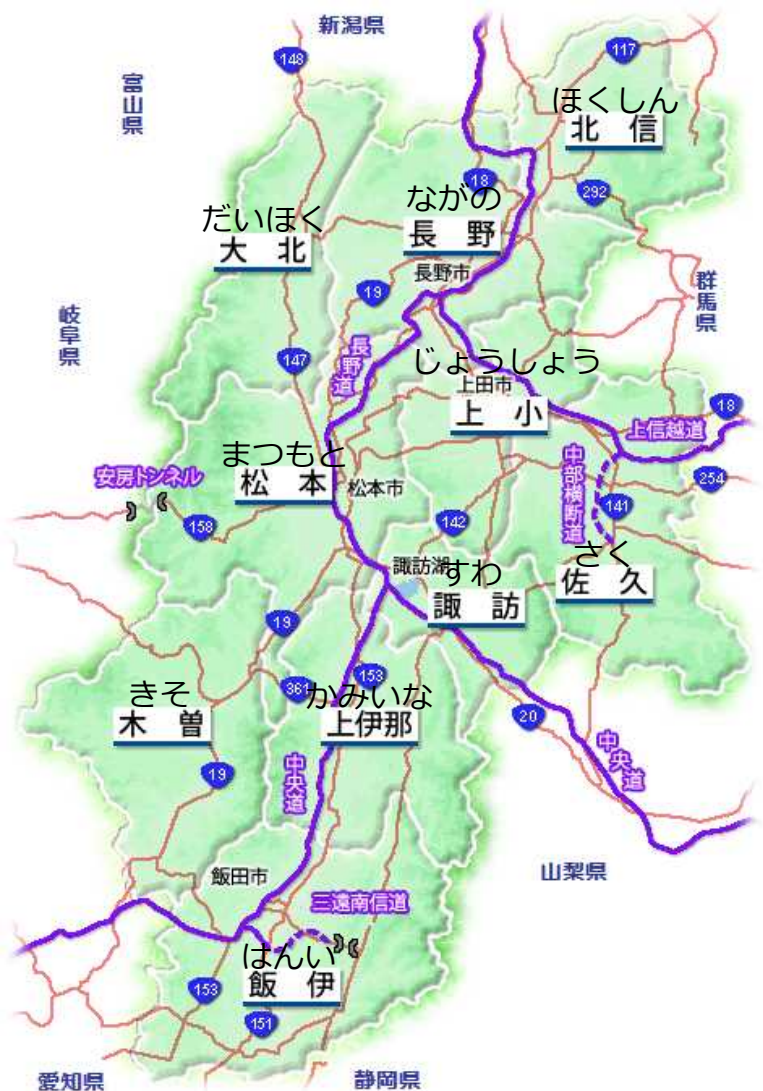 新潟県
117
148
富山県
ほくしん
北 信
18
292
ながの
長 野
だいほく
大 北
長野市
19
群馬県
岐阜県
長野道
147
じょうしょう
上田市
上 小
18
上信越道
まつもと
松 本
松本市
安房トンネル
中部横断道
254
158
142
141
さく
佐 久
諏訪湖
すわ
諏 訪
19
153
361
きそ
木 曽
かみいな
上伊那
20
中央道
19
中央道
山梨県
飯田市
三遠南信道
はんい
飯 伊
153
151
愛知県
静岡県